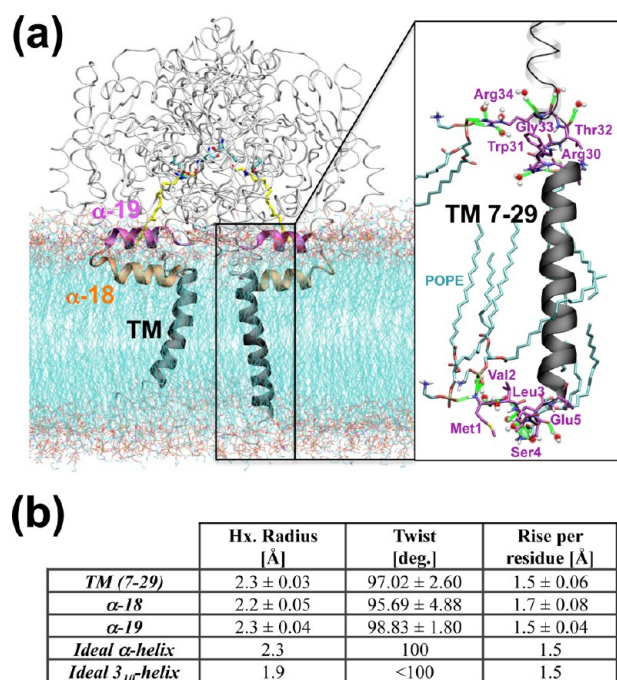 (a)
α-19
α-18
TM
Arg34
Gly33
Thr32
Trp31
Arg30
TM 7-29
POPE
Val2
Leu3
Glu5
Met1
Ser4
(b)
Hx. Radius [Å] Twist [deg.] Rise per residue [Å]
TM (7-29) 2.3 ± 0.03 97.02 ± 2.60 1.5 ± 0.06
α-18 2.2 ± 0.05 95.69 ± 4.88 1.7 ± 0.08
α-19 2.3 ± 0.04 98.83 ± 1.80 1.5 ± 0.04
Ideal α-helix 2.3 100 1.5
Ideal 3₁₀-helix 1.9 <100 1.5